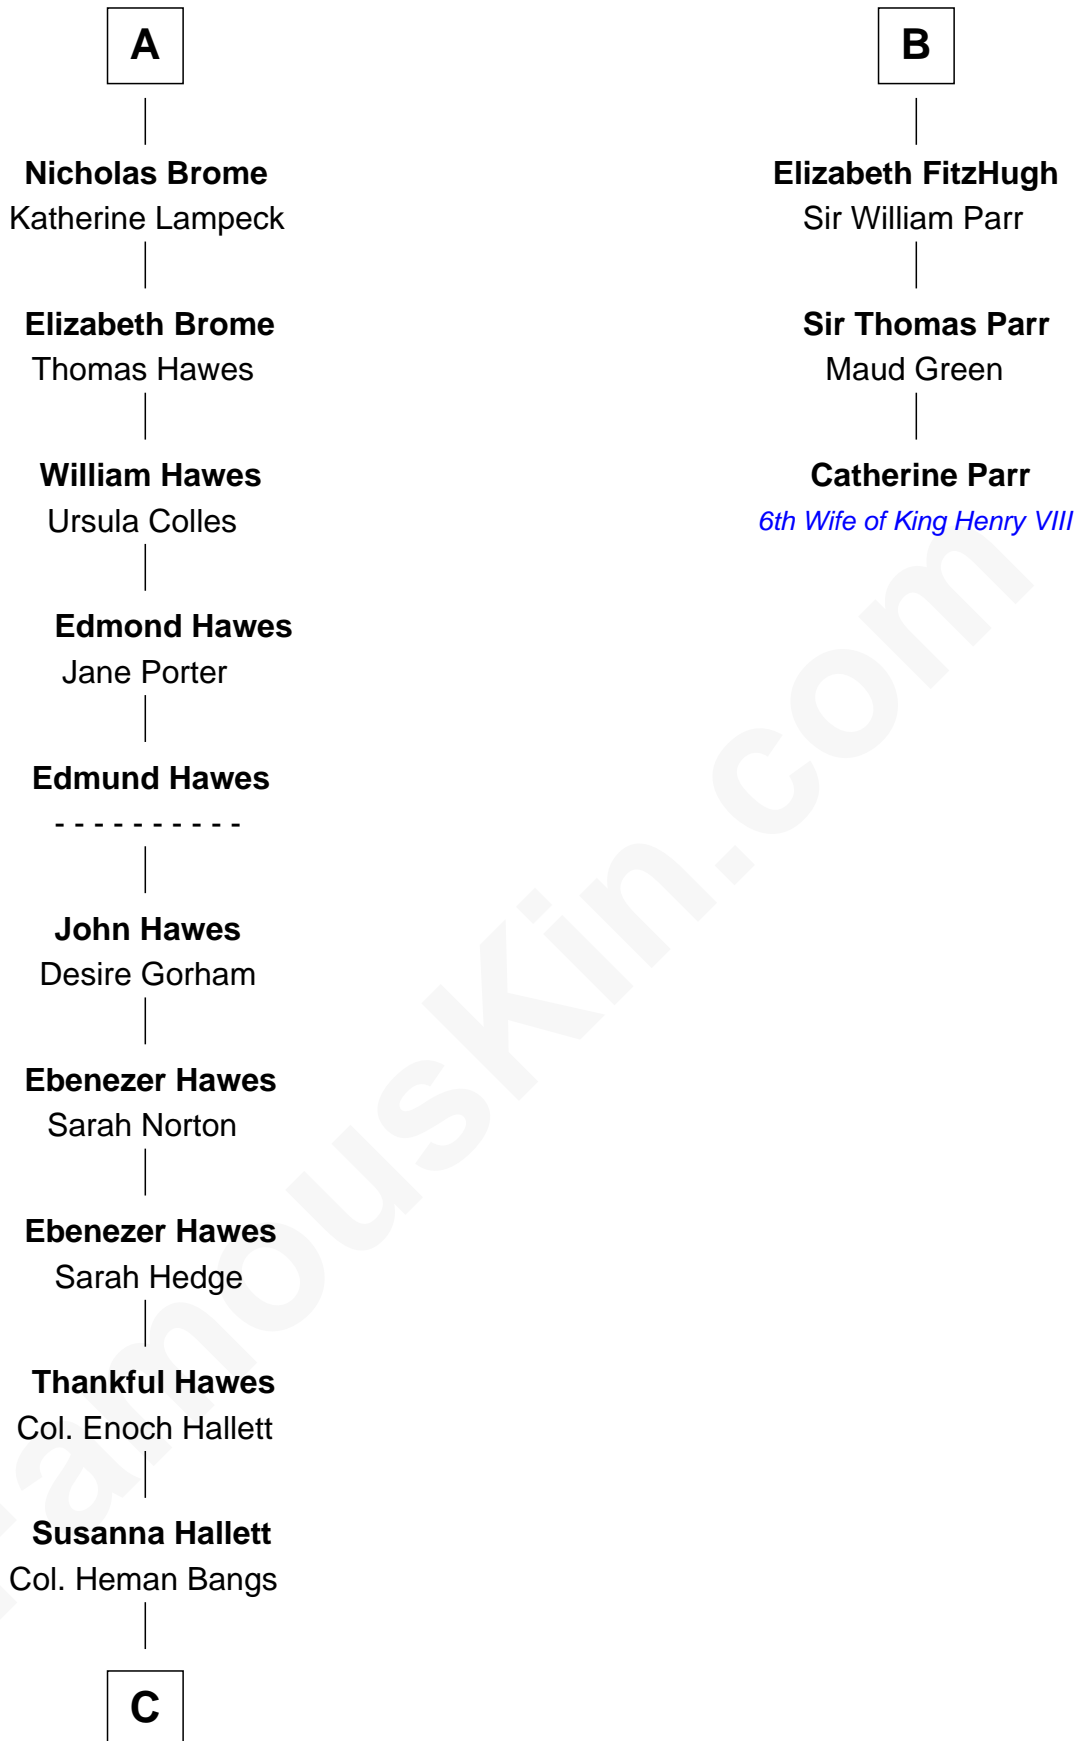 A
Nicholas Brome
Katherine Lampeck
Elizabeth Brome
Thomas Hawes
William Hawes
Ursula Colles
Edmond Hawes
Jane Porter
Edmund Hawes
- - - - - - - - - -
John Hawes
Desire Gorham
Ebenezer Hawes
Sarah Norton
Ebenezer Hawes
Sarah Hedge
Thankful Hawes
Col. Enoch Hallett
Susanna Hallett
Col. Heman Bangs
C
B
Elizabeth FitzHugh
Sir William Parr
Sir Thomas Parr
Maud Green
Catherine Parr
6th Wife of King Henry VIII
FamousKin.com